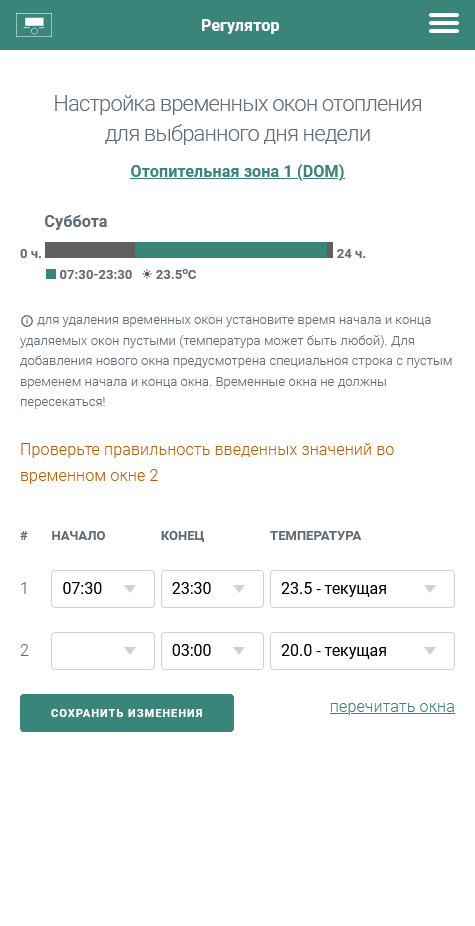 Регулятор
Настройка временных окон отопления
для выбранного дня недели
Отопительная зона 1 (DOM)
Суббота
0 ч. 24 ч.
07:30-23:30 23.5°C
для удаления временных окон установите время начала и конца
удаляемых окон пустыми (температура может быть любой). Для
добавления нового окна предусмотрена специальноя строка с пустым
временем начала и конца окна. Временные окна не должны
пересекаться!
Проверьте правильность введенных значений во
временном окне 2
# НАЧАЛО КОНЕЦ ТЕМПЕРАТУРА
1 07:30 23:30 23.5 - текущая
2 03:00 20.0 - текущая
СОХРАНИТЬ ИЗМЕНЕНИЯ перечитать окна